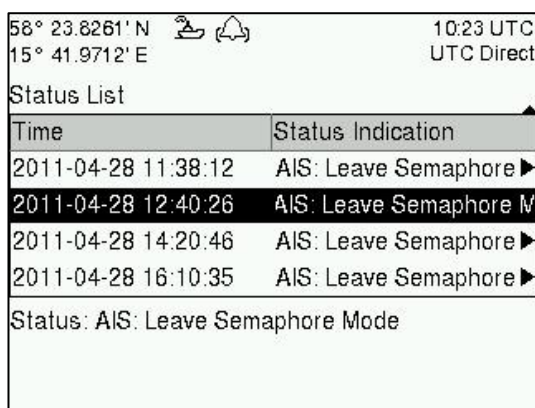 58° 23.8261' N 10:23 UTC
15° 41.9712' E UTC Direct
Status List
Time Status Indication
2011-04-28 11:38:12 AIS: Leave Semaphore
2011-04-28 12:40:26 AIS: Leave Semaphore M
2011-04-28 14:20:46 AIS: Leave Semaphore
2011-04-28 16:10:35 AIS: Leave Semaphore
Status: AIS: Leave Semaphore Mode